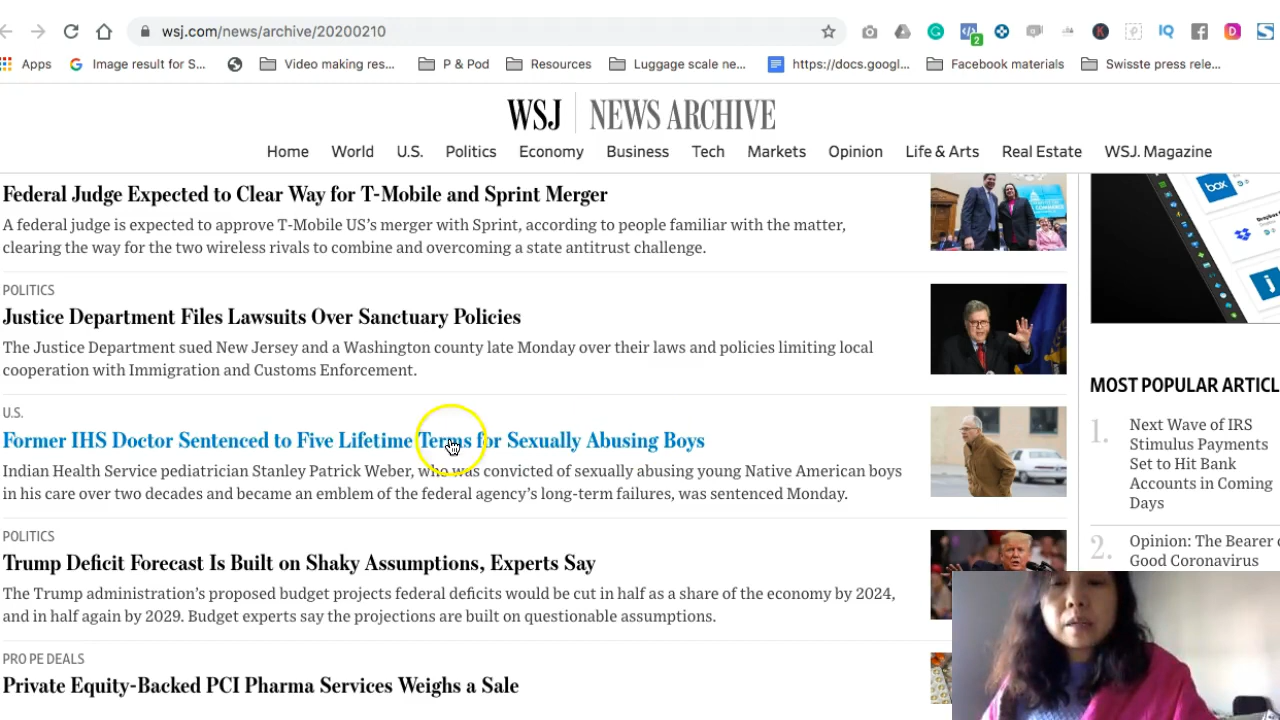 wsj.com/news/archive/20200210
2
IQ
Apps
Image result for S...
Video making res...
P & Pod
Resources
Luggage scale ne...
https://docs.googl...
Facebook materials
Swisste press rele...
WSJ NEWS ARCHIVE
Home World U.S. Politics Economy Business Tech Markets Opinion Life & Arts Real Estate WSJ. Magazine
Federal Judge Expected to Clear Way for T-Mobile and Sprint Merger
A federal judge is expected to approve T-MobileUS's merger with Sprint, according to people familiar with the matter,
clearing the way for the two wireless rivals to combine and overcoming a state antitrust challenge.
POLITICS
Justice Department Files Lawsuits Over Sanctuary Policies
The Justice Department sued New Jersey and a Washington county late Monday over their laws and policies limiting local
cooperation with Immigration and Customs Enforcement.
U.S.
Former IHS Doctor Sentenced to Five Lifetime Terms for Sexually Abusing Boys
Indian Health Service pediatrician Stanley Patrick Weber, who was convicted of sexually abusing young Native American boys
in his care over two decades and became an emblem of the federal agency's long-term failures, was sentenced Monday.
POLITICS
Trump Deficit Forecast Is Built on Shaky Assumptions, Experts Say
The Trump administration's proposed budget projects federal deficits would be cut in half as a share of the economy by 2024,
and in half again by 2029. Budget experts say the projections are built on questionable assumptions.
PRO PE DEALS
Private Equity-Backed PCI Pharma Services Weighs a Sale
box
MOST POPULAR ARTICL
1.
Next Wave of IRS
Stimulus Payments
Set to Hit Bank
Accounts in Coming
Days
2.
Opinion: The Bearer o
Good Coronavirus